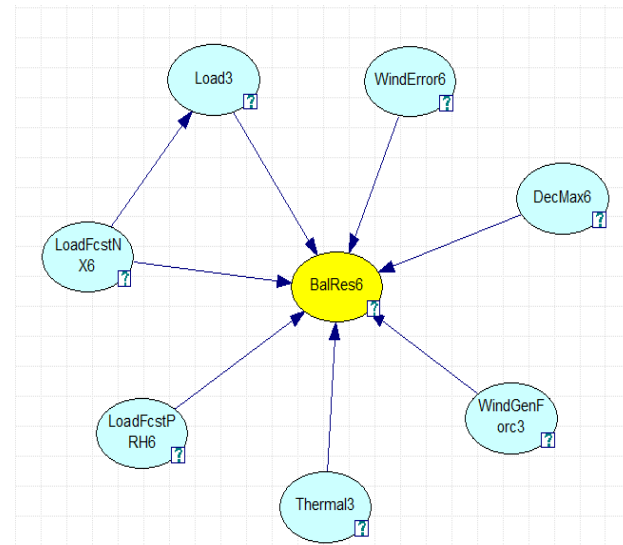 Load3
WindError6
DecMax6
LoadFcstN
X6
BalRes6
WindGenF
orc3
LoadFcstP
RH6
Thermal3
?
?
?
?
?
?
?
?